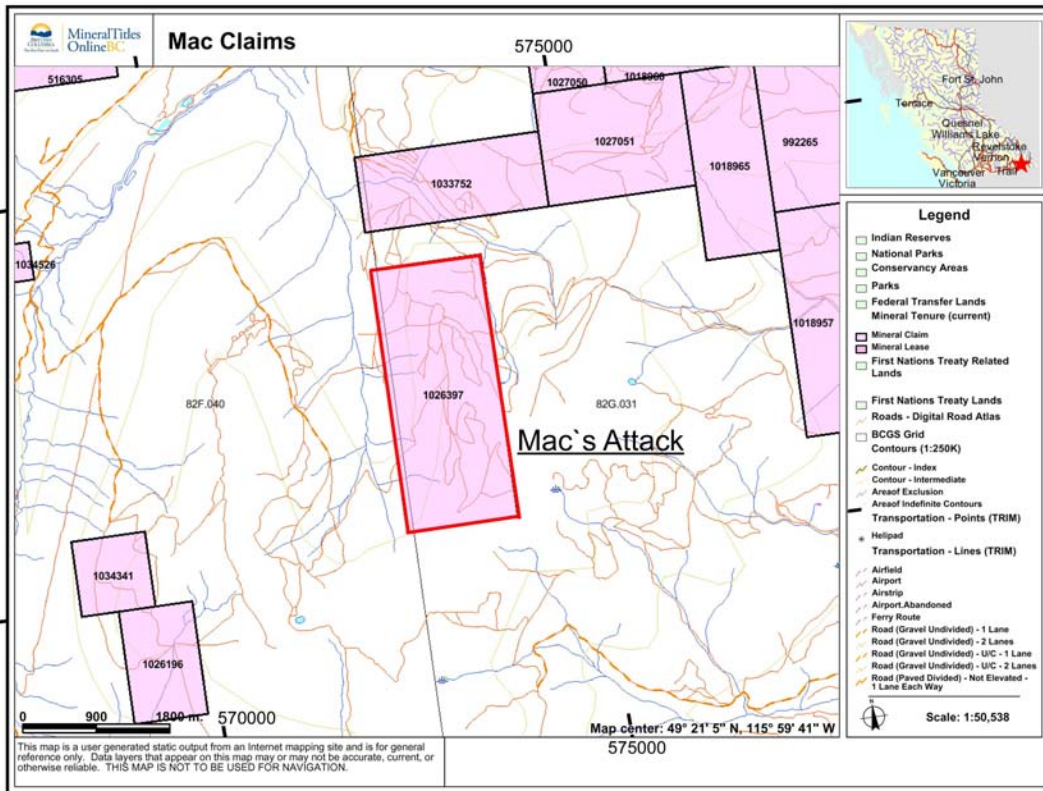 BRITISH
COLUMBIA
MineralTitles
OnlineBC
Mac Claims
575000
516305
1027050
1018966
1027051
1018965
992265
1033752
1034526
1018957
1026397
82F.040
82G.031
Mac`s Attack
1034341
1026196
0 900 1800 m.
570000
Map center: 49° 21' 5" N, 115° 59' 41" W
575000
This map is a user generated static output from an Internet mapping site and is for general
reference only. Data layers that appear on this map may or may not be accurate, current, or
otherwise reliable. THIS MAP IS NOT TO BE USED FOR NAVIGATION.
Fort St. John
Terrace
Quesnel
Williams Lake
Revelstoke
Vernon
Trail
Vancouver
Victoria
Legend
Indian Reserves
National Parks
Conservancy Areas
Parks
Federal Transfer Lands
Mineral Tenure (current)
Mineral Claim
Mineral Lease
First Nations Treaty Related
Lands
First Nations Treaty Lands
Roads - Digital Road Atlas
BCGS Grid
Contours (1:250K)
Contour - Index
Contour - Intermediate
Areaof Exclusion
Areaof Indefinite Contours
Transportation - Points (TRIM)
Helipad
Transportation - Lines (TRIM)
Airfield
Airport
Airstrip
Airport.Abandoned
Ferry Route
Road (Gravel Undivided) - 1 Lane
Road (Gravel Undivided) - 2 Lanes
Road (Gravel Undivided) - U/C - 1 Lane
Road (Gravel Undivided) - U/C - 2 Lanes
Road (Paved Divided) - Not Elevated -
1 Lane Each Way
N
Scale: 1:50,538